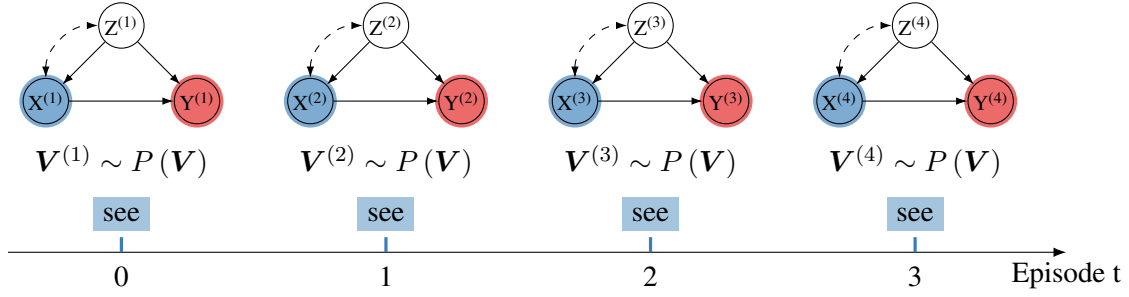 Z(1) Z(2) Z(3) Z(4)
X(1) Y(1) X(2) Y(2) X(3) Y(3) X(4) Y(4)
V(1) ∼ P (V) V(2) ∼ P (V) V(3) ∼ P (V) V(4) ∼ P (V)
see see see see
0 1 2 3 Episode t